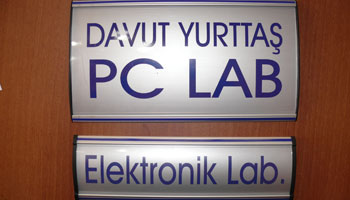 DAVUT YURTTAŞ
PC LAB
Elektronik Lab.